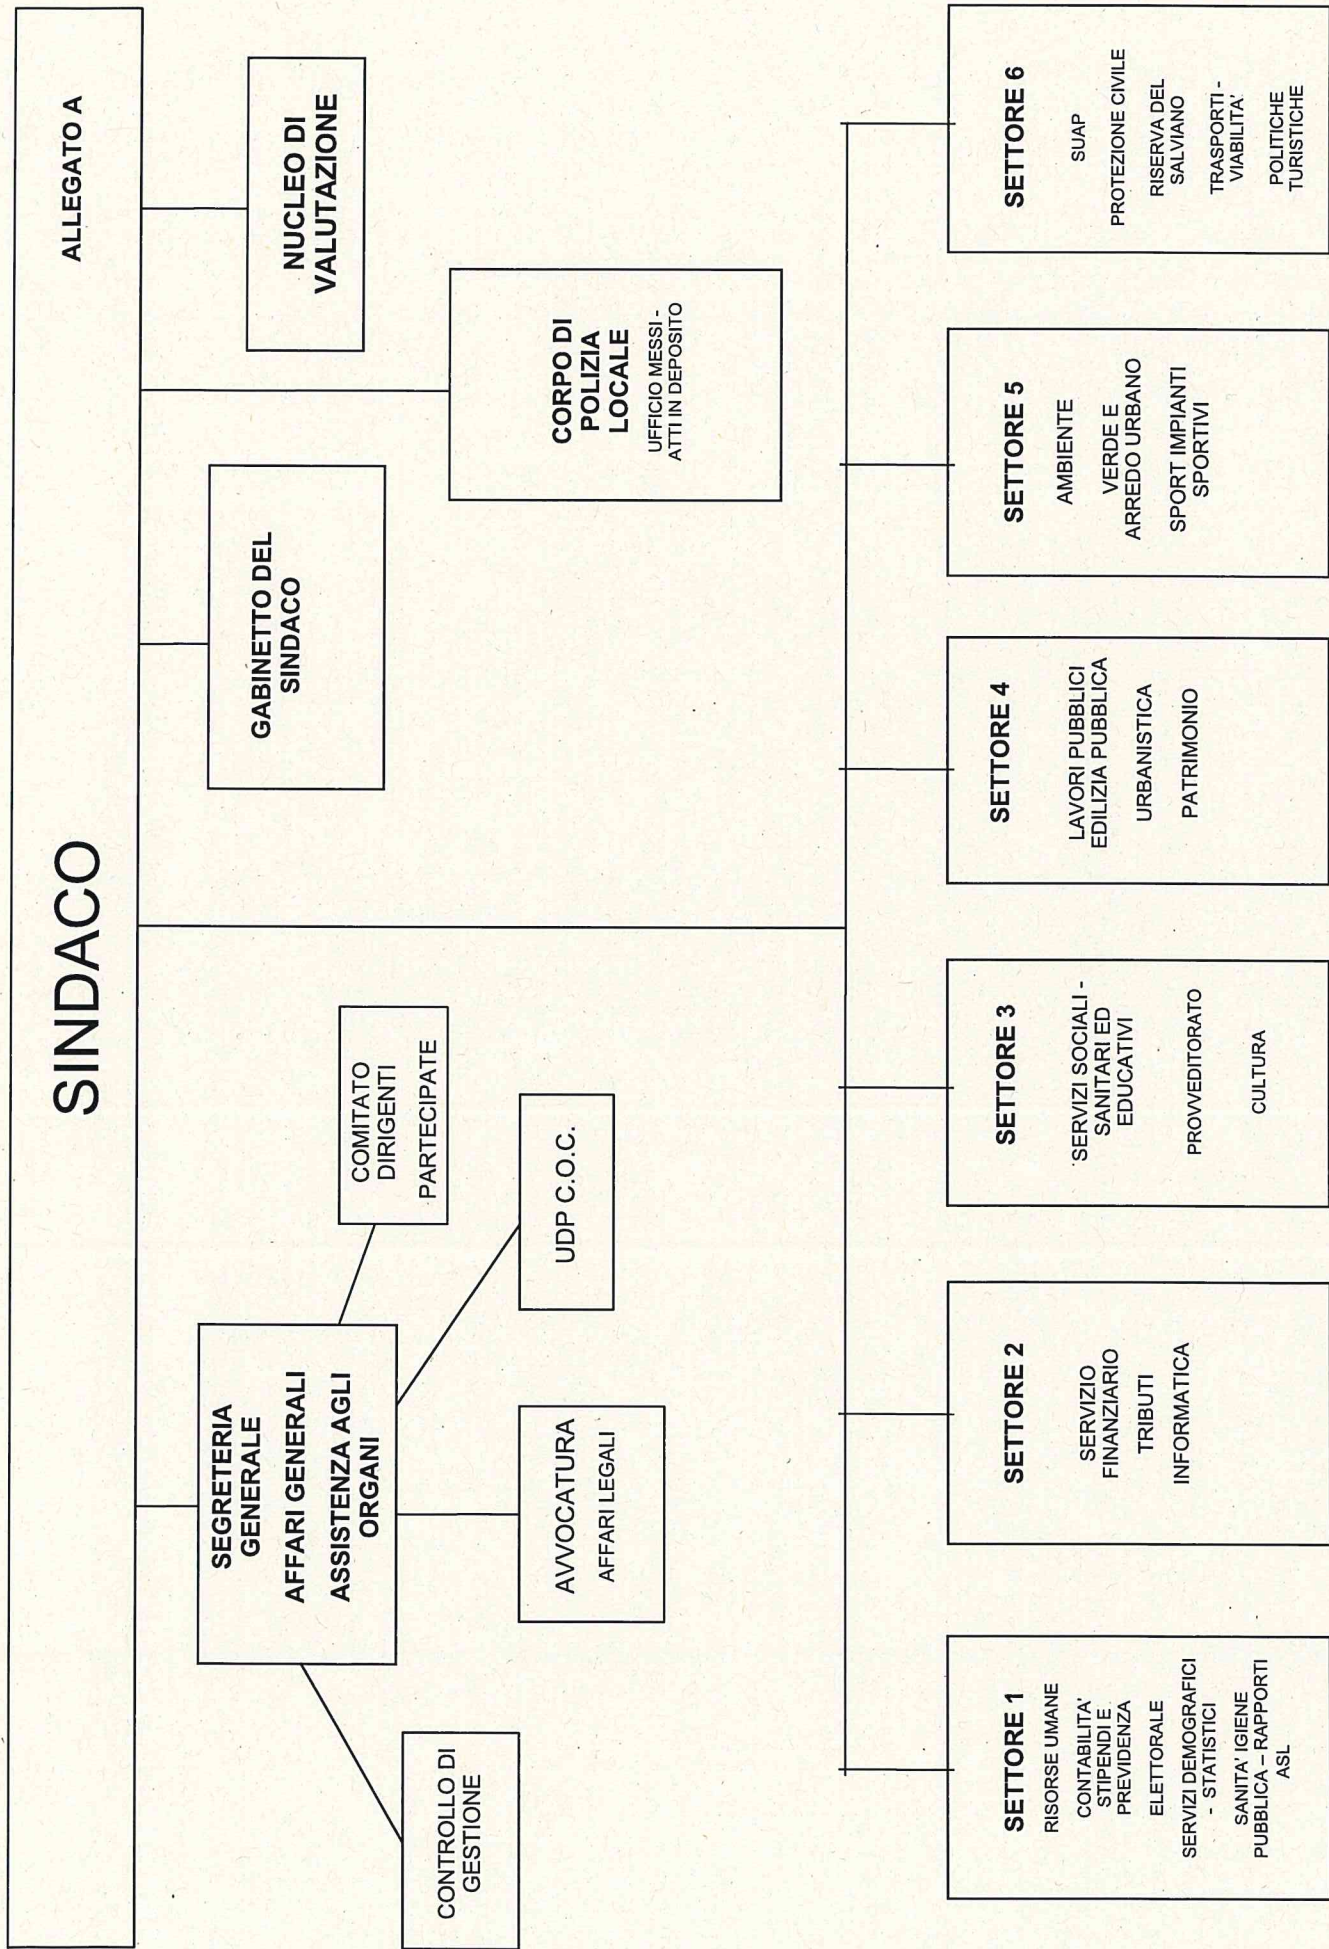 ALLEGATO A
SINDACO
SEGRETERIA
GENERALE
AFFARI GENERALI
ASSISTENZA AGLI
ORGANI
GABINETTO DEL
SINDACO
NUCLEO DI
VALUTAZIONE
COMITATO
DIRIGENTI
PARTECIPATE
CONTROLLO DI
GESTIONE
AVVOCATURA
AFFARI LEGALI
UDP C.O.C.
CORPO DI
POLIZIA
LOCALE
UFFICIO MESSI -
ATTI IN DEPOSITO
SETTORE 1
RISORSE UMANE
CONTABILITA'
STIPENDI E
PREVIDENZA
ELETTORALE
SERVIZI DEMOGRAFICI
- STATISTICI
SANITA' IGIENE
PUBBLICA – RAPPORTI
ASL
SETTORE 2
SERVIZIO
FINANZIARIO
TRIBUTI
INFORMATICA
SETTORE 3
SERVIZI SOCIALI -
SANITARI ED
EDUCATIVI
PROVVEDITORATO
CULTURA
SETTORE 4
LAVORI PUBBLICI
EDILIZIA PUBBLICA
URBANISTICA
PATRIMONIO
SETTORE 5
AMBIENTE
VERDE E
ARREDO URBANO
SPORT IMPIANTI
SPORTIVI
SETTORE 6
SUAP
PROTEZIONE CIVILE
RISERVA DEL
SALVIANO
TRASPORTI -
VIABILITA'
POLITICHE
TURISTICHE